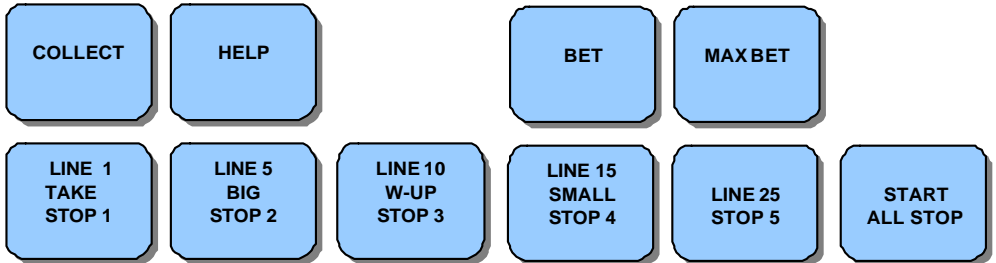 COLLECT
HELP
BET
MAX BET
LINE 1
TAKE
STOP 1
LINE 5
BIG
STOP 2
LINE 10
W-UP
STOP 3
LINE 15
SMALL
STOP 4
LINE 25
STOP 5
START
ALL STOP